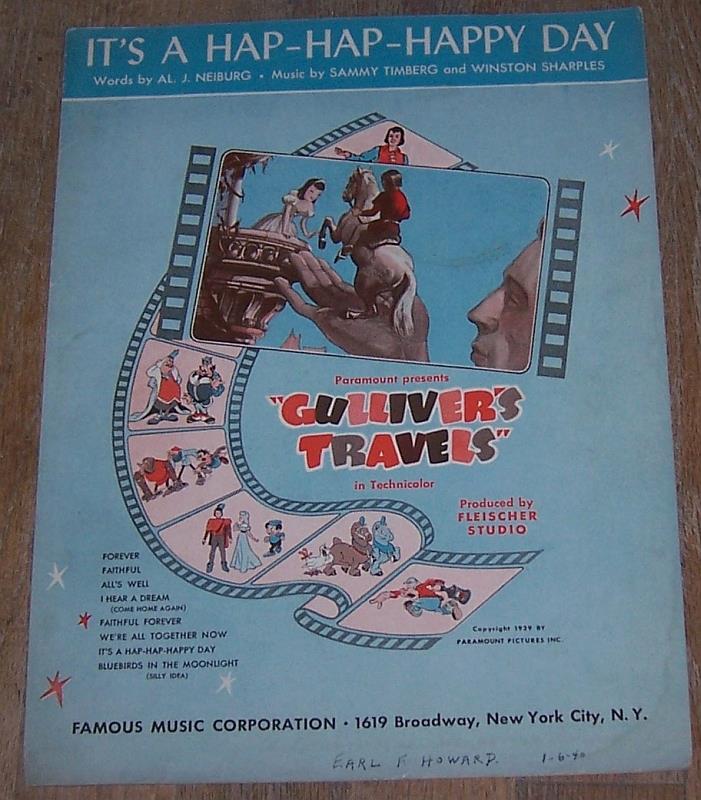 IT'S A HAP-HAP-HAPPY DAY
Words by AL. J. NEIBURG • Music by SAMMY TIMBERG and WINSTON SHARPLES
Paramount presents
"GULLIVER'S
TRAVELS"
in Technicolor
Produced by
FLEISCHER
STUDIO
FOREVER
FAITHFUL
ALL'S WELL
I HEAR A DREAM
(COME HOME AGAIN)
FAITHFUL FOREVER
WE'RE ALL TOGETHER NOW
IT'S A HAP-HAP-HAPPY DAY
BLUEBIRDS IN THE MOONLIGHT
(SILLY IDEA)
Copyright 1939 BY
PARAMOUNT PICTURES INC.
FAMOUS MUSIC CORPORATION • 1619 Broadway, New York City, N. Y.
EARL F HOWARD. 1-6-40